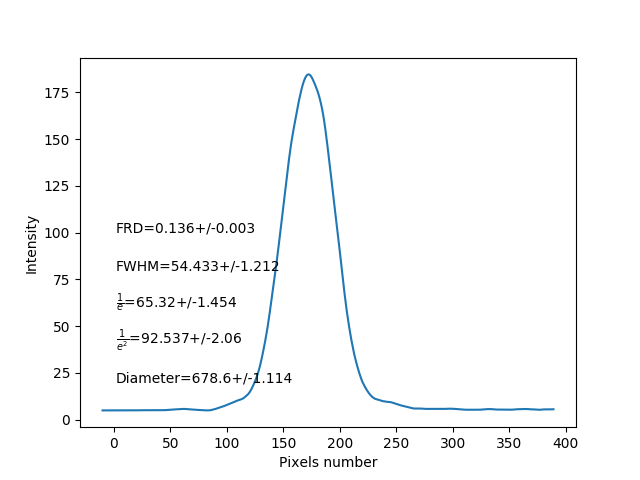 175
150
125
100
75
50
25
0
Intensity
FRD=0.136+/-0.003
FWHM=54.433+/-1.212
1/e=65.32+/-1.454
1/e²=92.537+/-2.06
Diameter=678.6+/-1.114
0 50 100 150 200 250 300 350 400
Pixels number